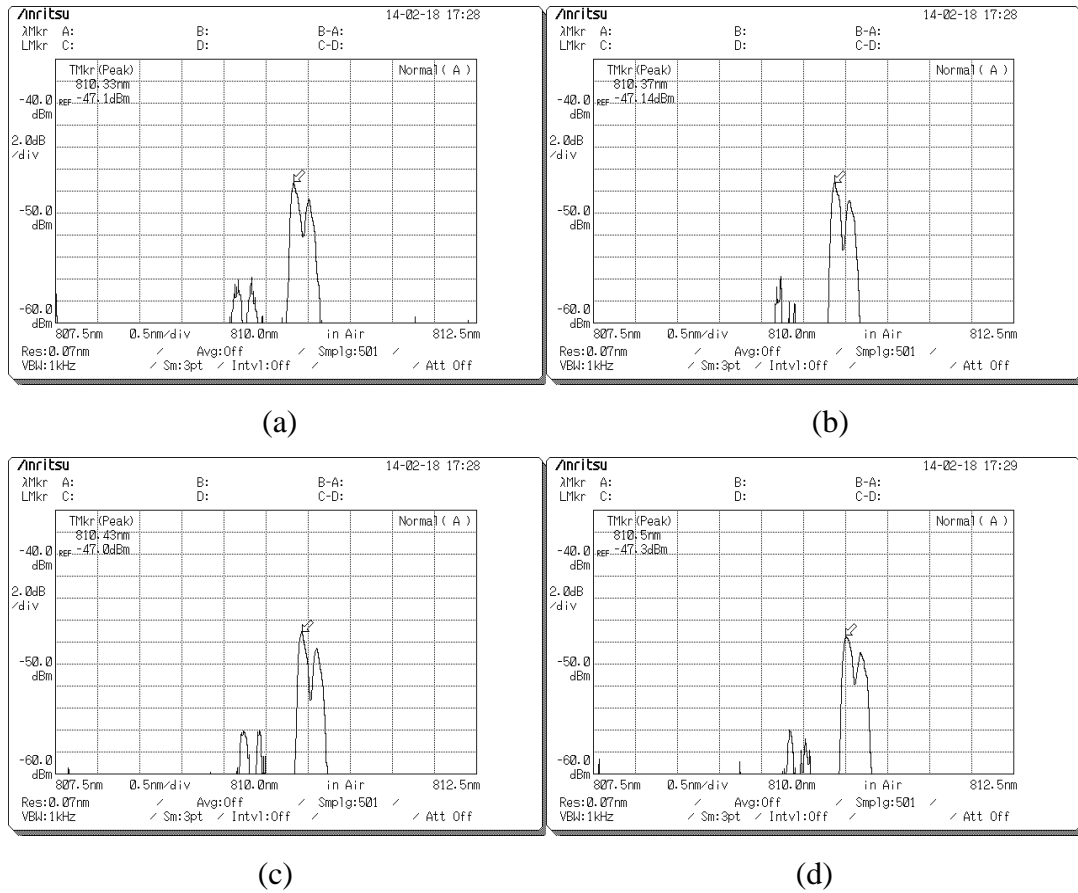 Anritsu 14-02-18 17:28
λMkr A: B: B-A:
LMkr C: D: C-D:
TMkr(Peak) Normal(A)
810.33nm
-40.0 REF -47.1dBm
dBm
2.0dB
/div
-50.0
dBm
-60.0
dBm
807.5nm 0.5nm/div 810.0nm in Air 812.5nm
Res:0.07nm / Avg:Off / Smplg:501 /
VBW:1kHz / Sm:3pt / Intvl:Off / / Att Off
(a)
Anritsu 14-02-18 17:28
λMkr A: B: B-A:
LMkr C: D: C-D:
TMkr(Peak) Normal(A)
810.37nm
-40.0 REF -47.14dBm
dBm
2.0dB
/div
-50.0
dBm
-60.0
dBm
807.5nm 0.5nm/div 810.0nm in Air 812.5nm
Res:0.07nm / Avg:Off / Smplg:501 /
VBW:1kHz / Sm:3pt / Intvl:Off / / Att Off
(b)
Anritsu 14-02-18 17:28
λMkr A: B: B-A:
LMkr C: D: C-D:
TMkr(Peak) Normal(A)
810.43nm
-40.0 REF -47.0dBm
dBm
2.0dB
/div
-50.0
dBm
-60.0
dBm
807.5nm 0.5nm/div 810.0nm in Air 812.5nm
Res:0.07nm / Avg:Off / Smplg:501 /
VBW:1kHz / Sm:3pt / Intvl:Off / / Att Off
(c)
Anritsu 14-02-18 17:29
λMkr A: B: B-A:
LMkr C: D: C-D:
TMkr(Peak) Normal(A)
810.5nm
-40.0 REF -47.3dBm
dBm
2.0dB
/div
-50.0
dBm
-60.0
dBm
807.5nm 0.5nm/div 810.0nm in Air 812.5nm
Res:0.07nm / Avg:Off / Smplg:501 /
VBW:1kHz / Sm:3pt / Intvl:Off / / Att Off
(d)